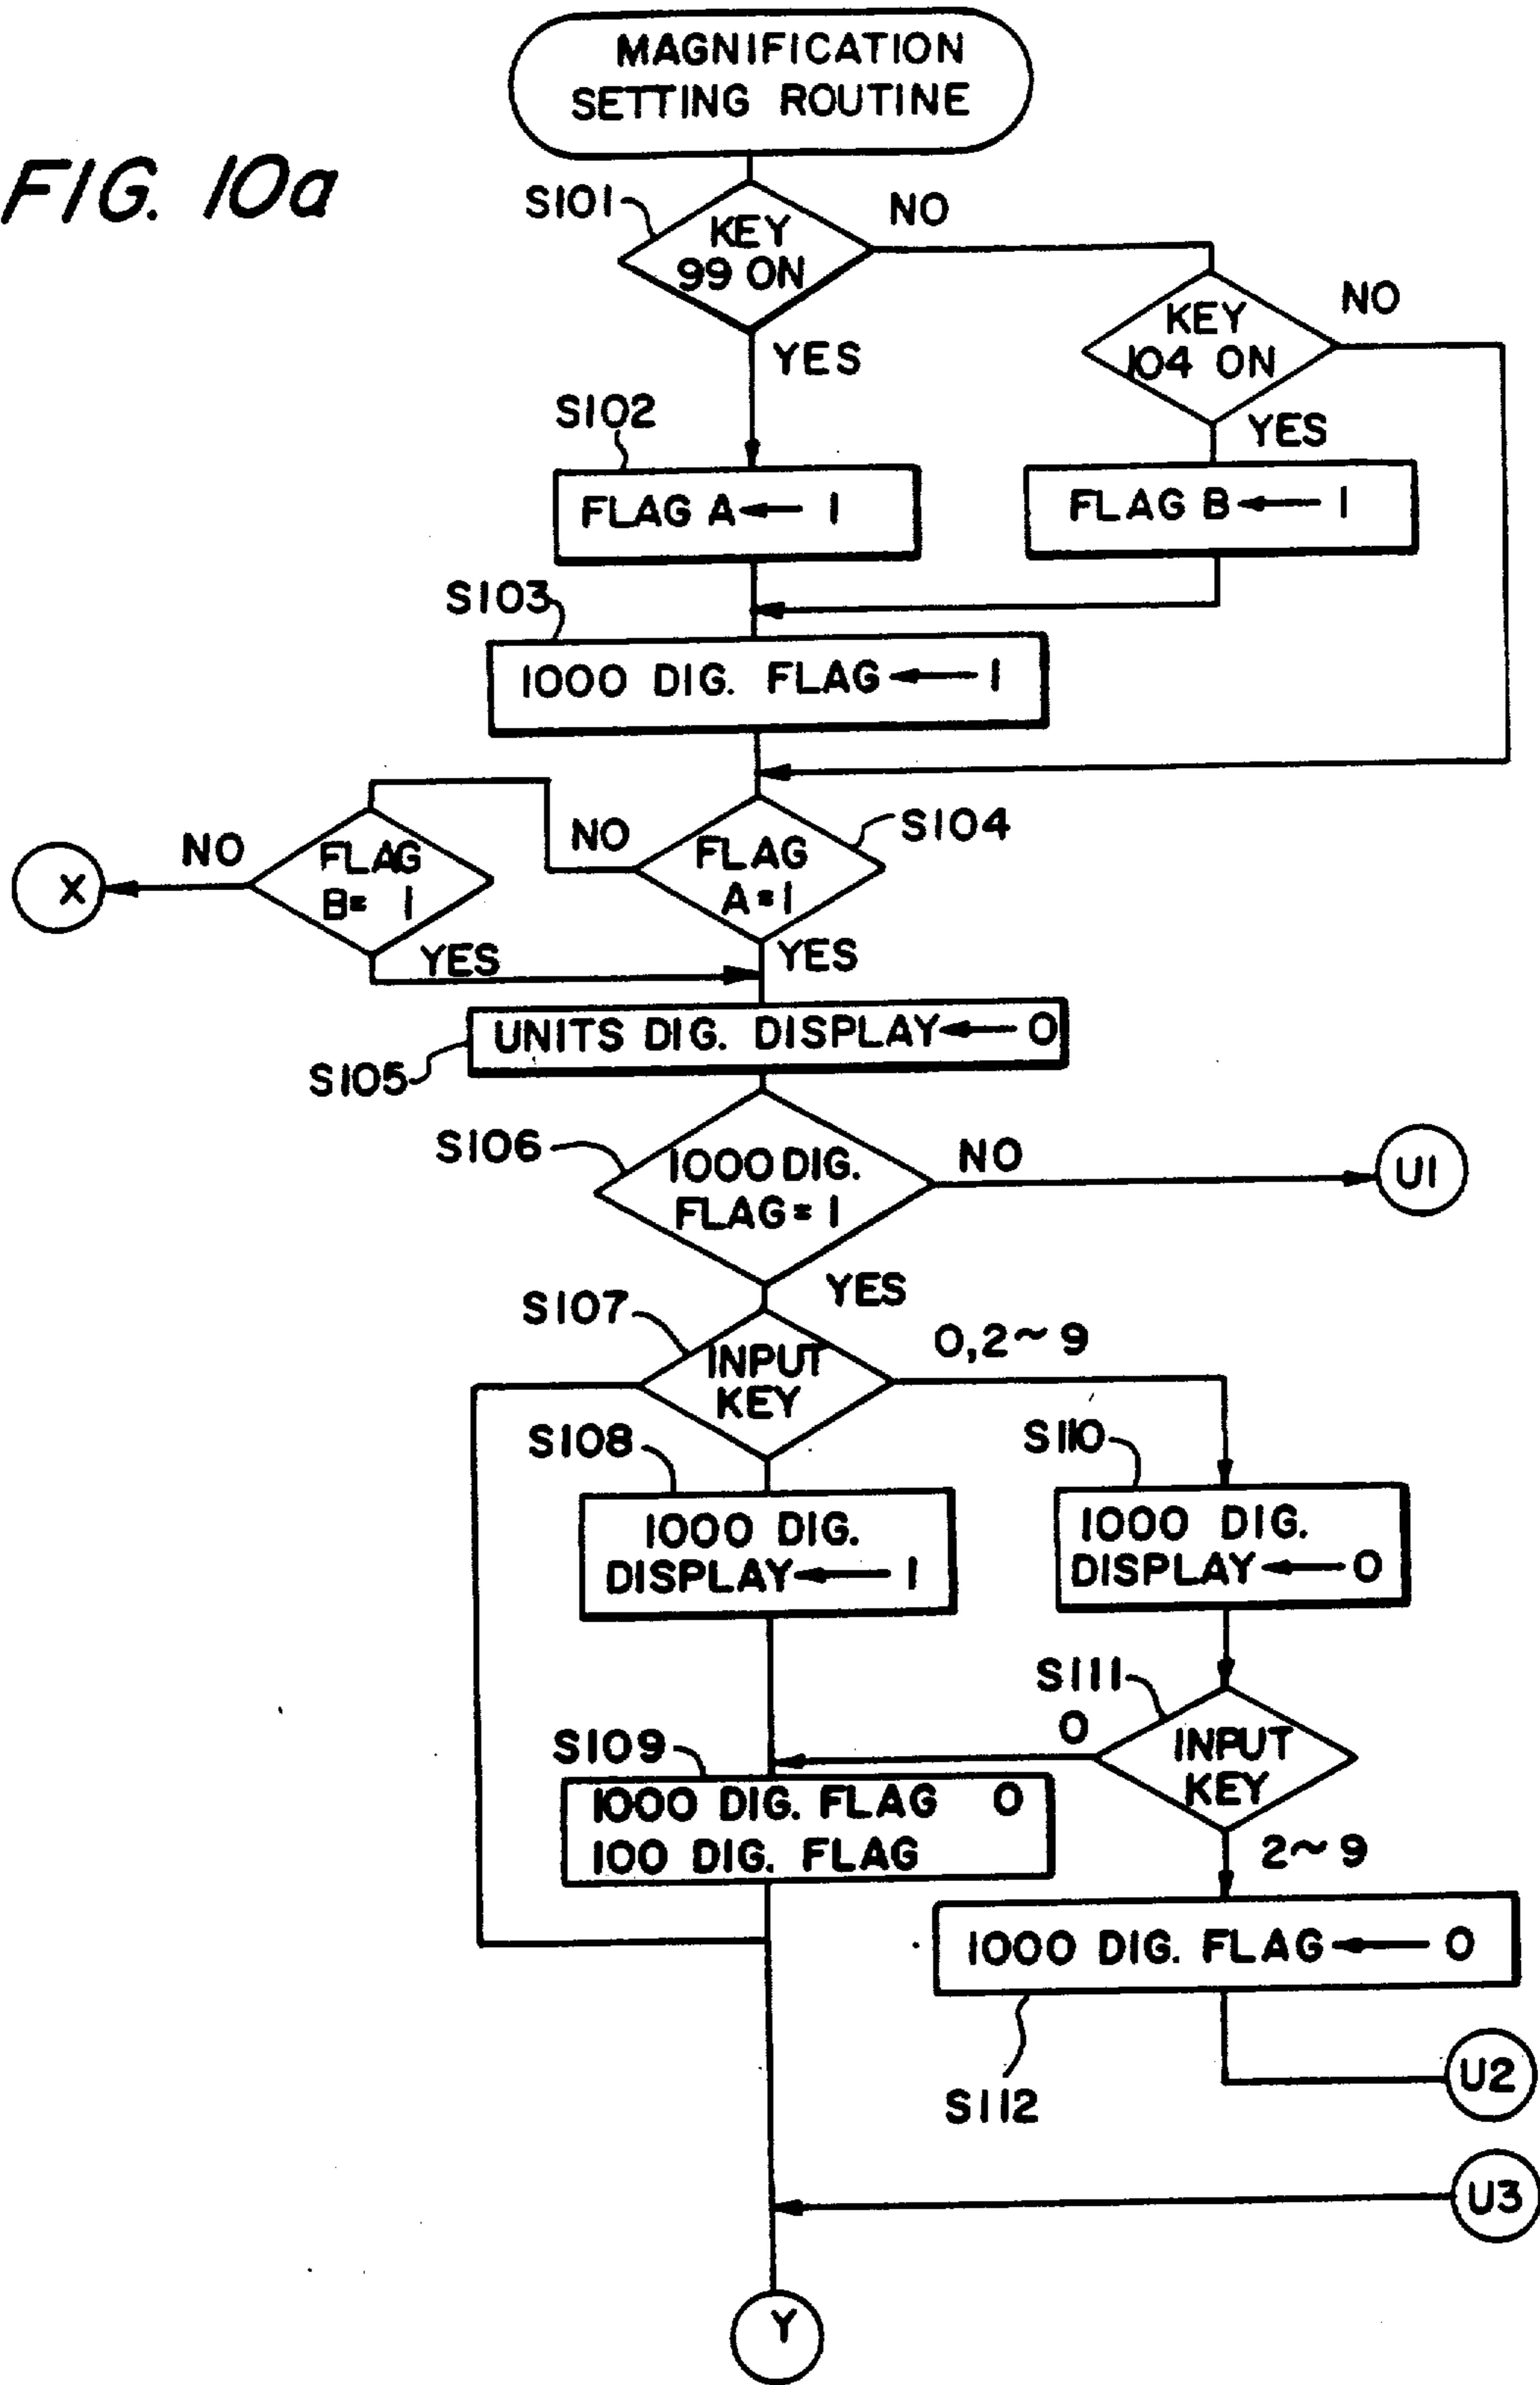 MAGNIFICATION
SETTING ROUTINE
FIG. 10a
S101
KEY
99 ON
NO
YES
KEY
104 ON
NO
YES
S102
FLAG A ← 1
FLAG B ← 1
S103
1000 DIG. FLAG ← 1
S104
FLAG
A = 1
NO
YES
FLAG
B = 1
NO
YES
X
UNITS DIG. DISPLAY ← 0
S105
S106
1000 DIG.
FLAG = 1
NO
U1
YES
S107
INPUT
KEY
0, 2 ~ 9
S108
1000 DIG.
DISPLAY ← 1
S110
1000 DIG.
DISPLAY ← 0
S111
0
INPUT
KEY
2 ~ 9
S109
1000 DIG. FLAG 0
100 DIG. FLAG
1000 DIG. FLAG ← 0
S112
U2
U3
Y